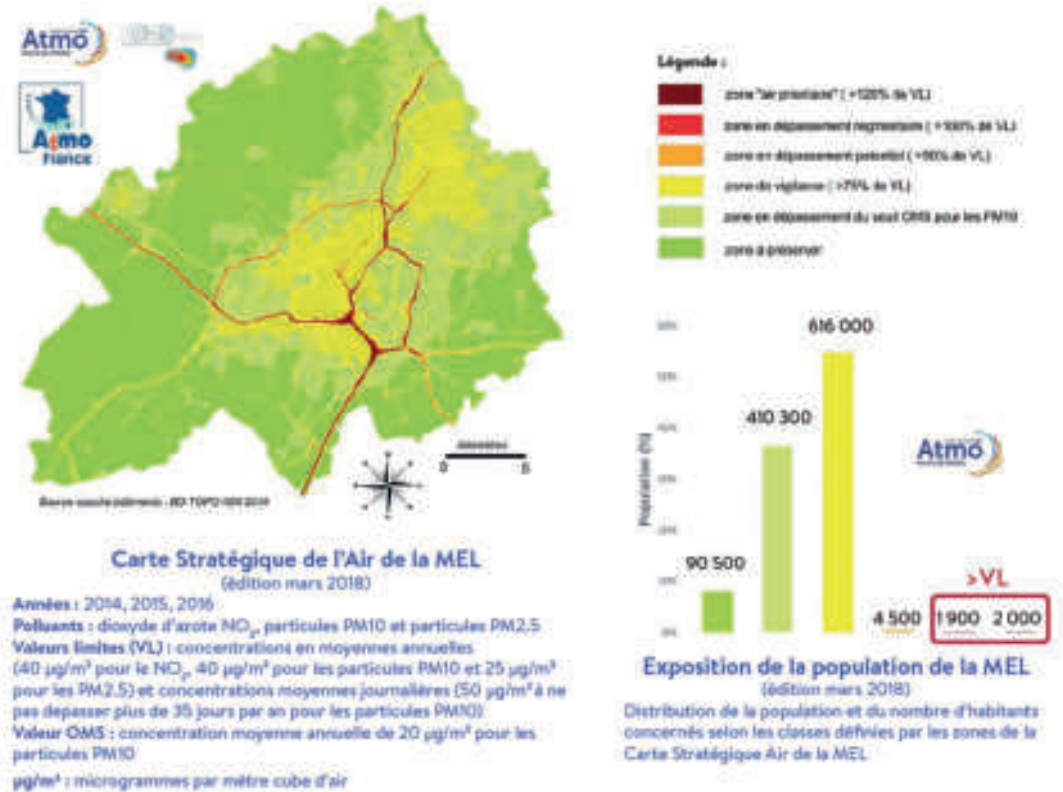 Atmo
Atmo
France
Légende :
zone "air prioritaire" ( >120% de VL)
zone en dépassement règlementaire ( >100% de VL)
zone en dépassement potentiel ( >90% de VL)
zone de vigilance ( >75% de VL)
zone en dépassement du seuil OMS pour les PM10
zone à préserver
0 5
Carte Stratégique de l'Air de la MEL
(édition mars 2018)
Années : 2014, 2015, 2016
Polluants : dioxyde d'azote NO₂, particules PM10 et particules PM2.5
Valeurs limites (VL) : concentrations en moyennes annuelles
(40 µg/m³ pour le NO₂, 40 µg/m³ pour les particules PM10 et 25 µg/m³
pour les PM2.5) et concentrations moyennes journalières (50 µg/m³ à ne
pas depasser plus de 35 jours par an pour les particules PM10)
Valeur OMS : concentration moyenne annuelle de 20 µg/m³ pour les
particules PM10
µg/m³ : microgrammes par mètre cube d'air
Population (%)
90 500
410 300
616 000
4 500
>VL
1 900 2 000
Atmo
Exposition de la population de la MEL
(édition mars 2018)
Distribution de la population et du nombre d'habitants
concernés selon les classes définies par les zones de la
Carte Stratégique Air de la MEL